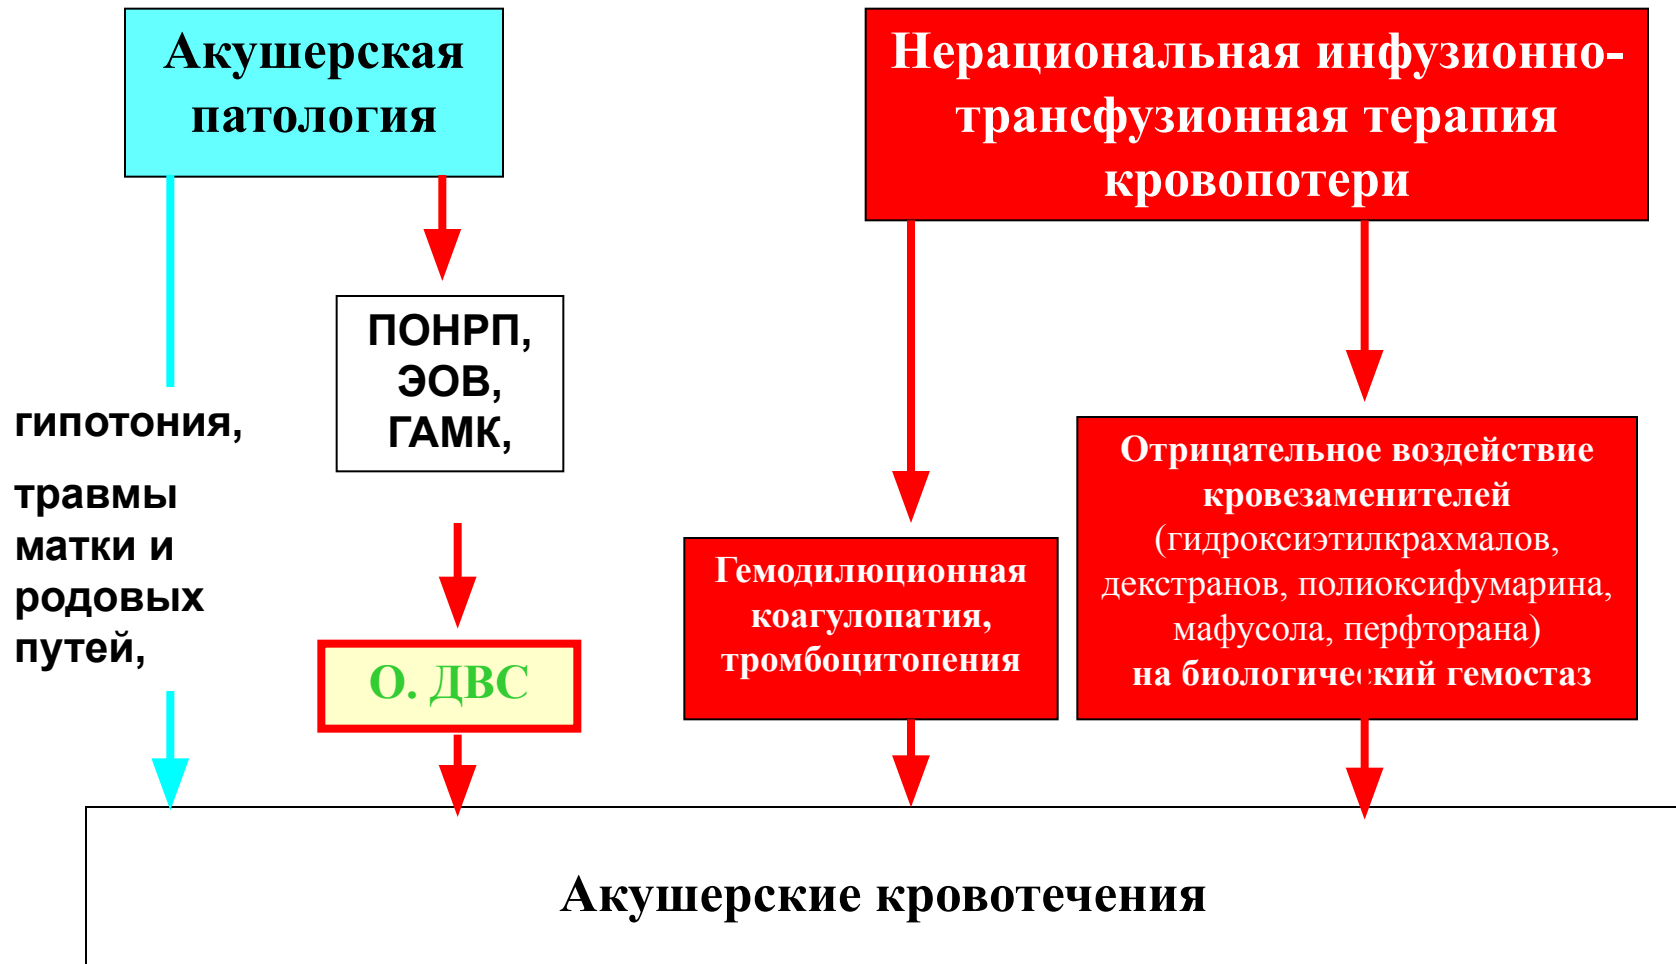 Акушерская
патология
Нерациональная инфузионно-
трансфузионная терапия
кровопотери
ПОНРП,
ЭОВ,
ГАМК,
гипотония,
травмы
матки и
родовых
путей,
О. ДВС
Гемодилюционная
коагулопатия,
тромбоцитопения
Отрицательное воздействие
кровезаменителей
(гидроксиэтилкрахмалов,
декстранов, полиоксифумарина,
мафусола, перфторана)
на биологический гемостаз
Акушерские кровотечения